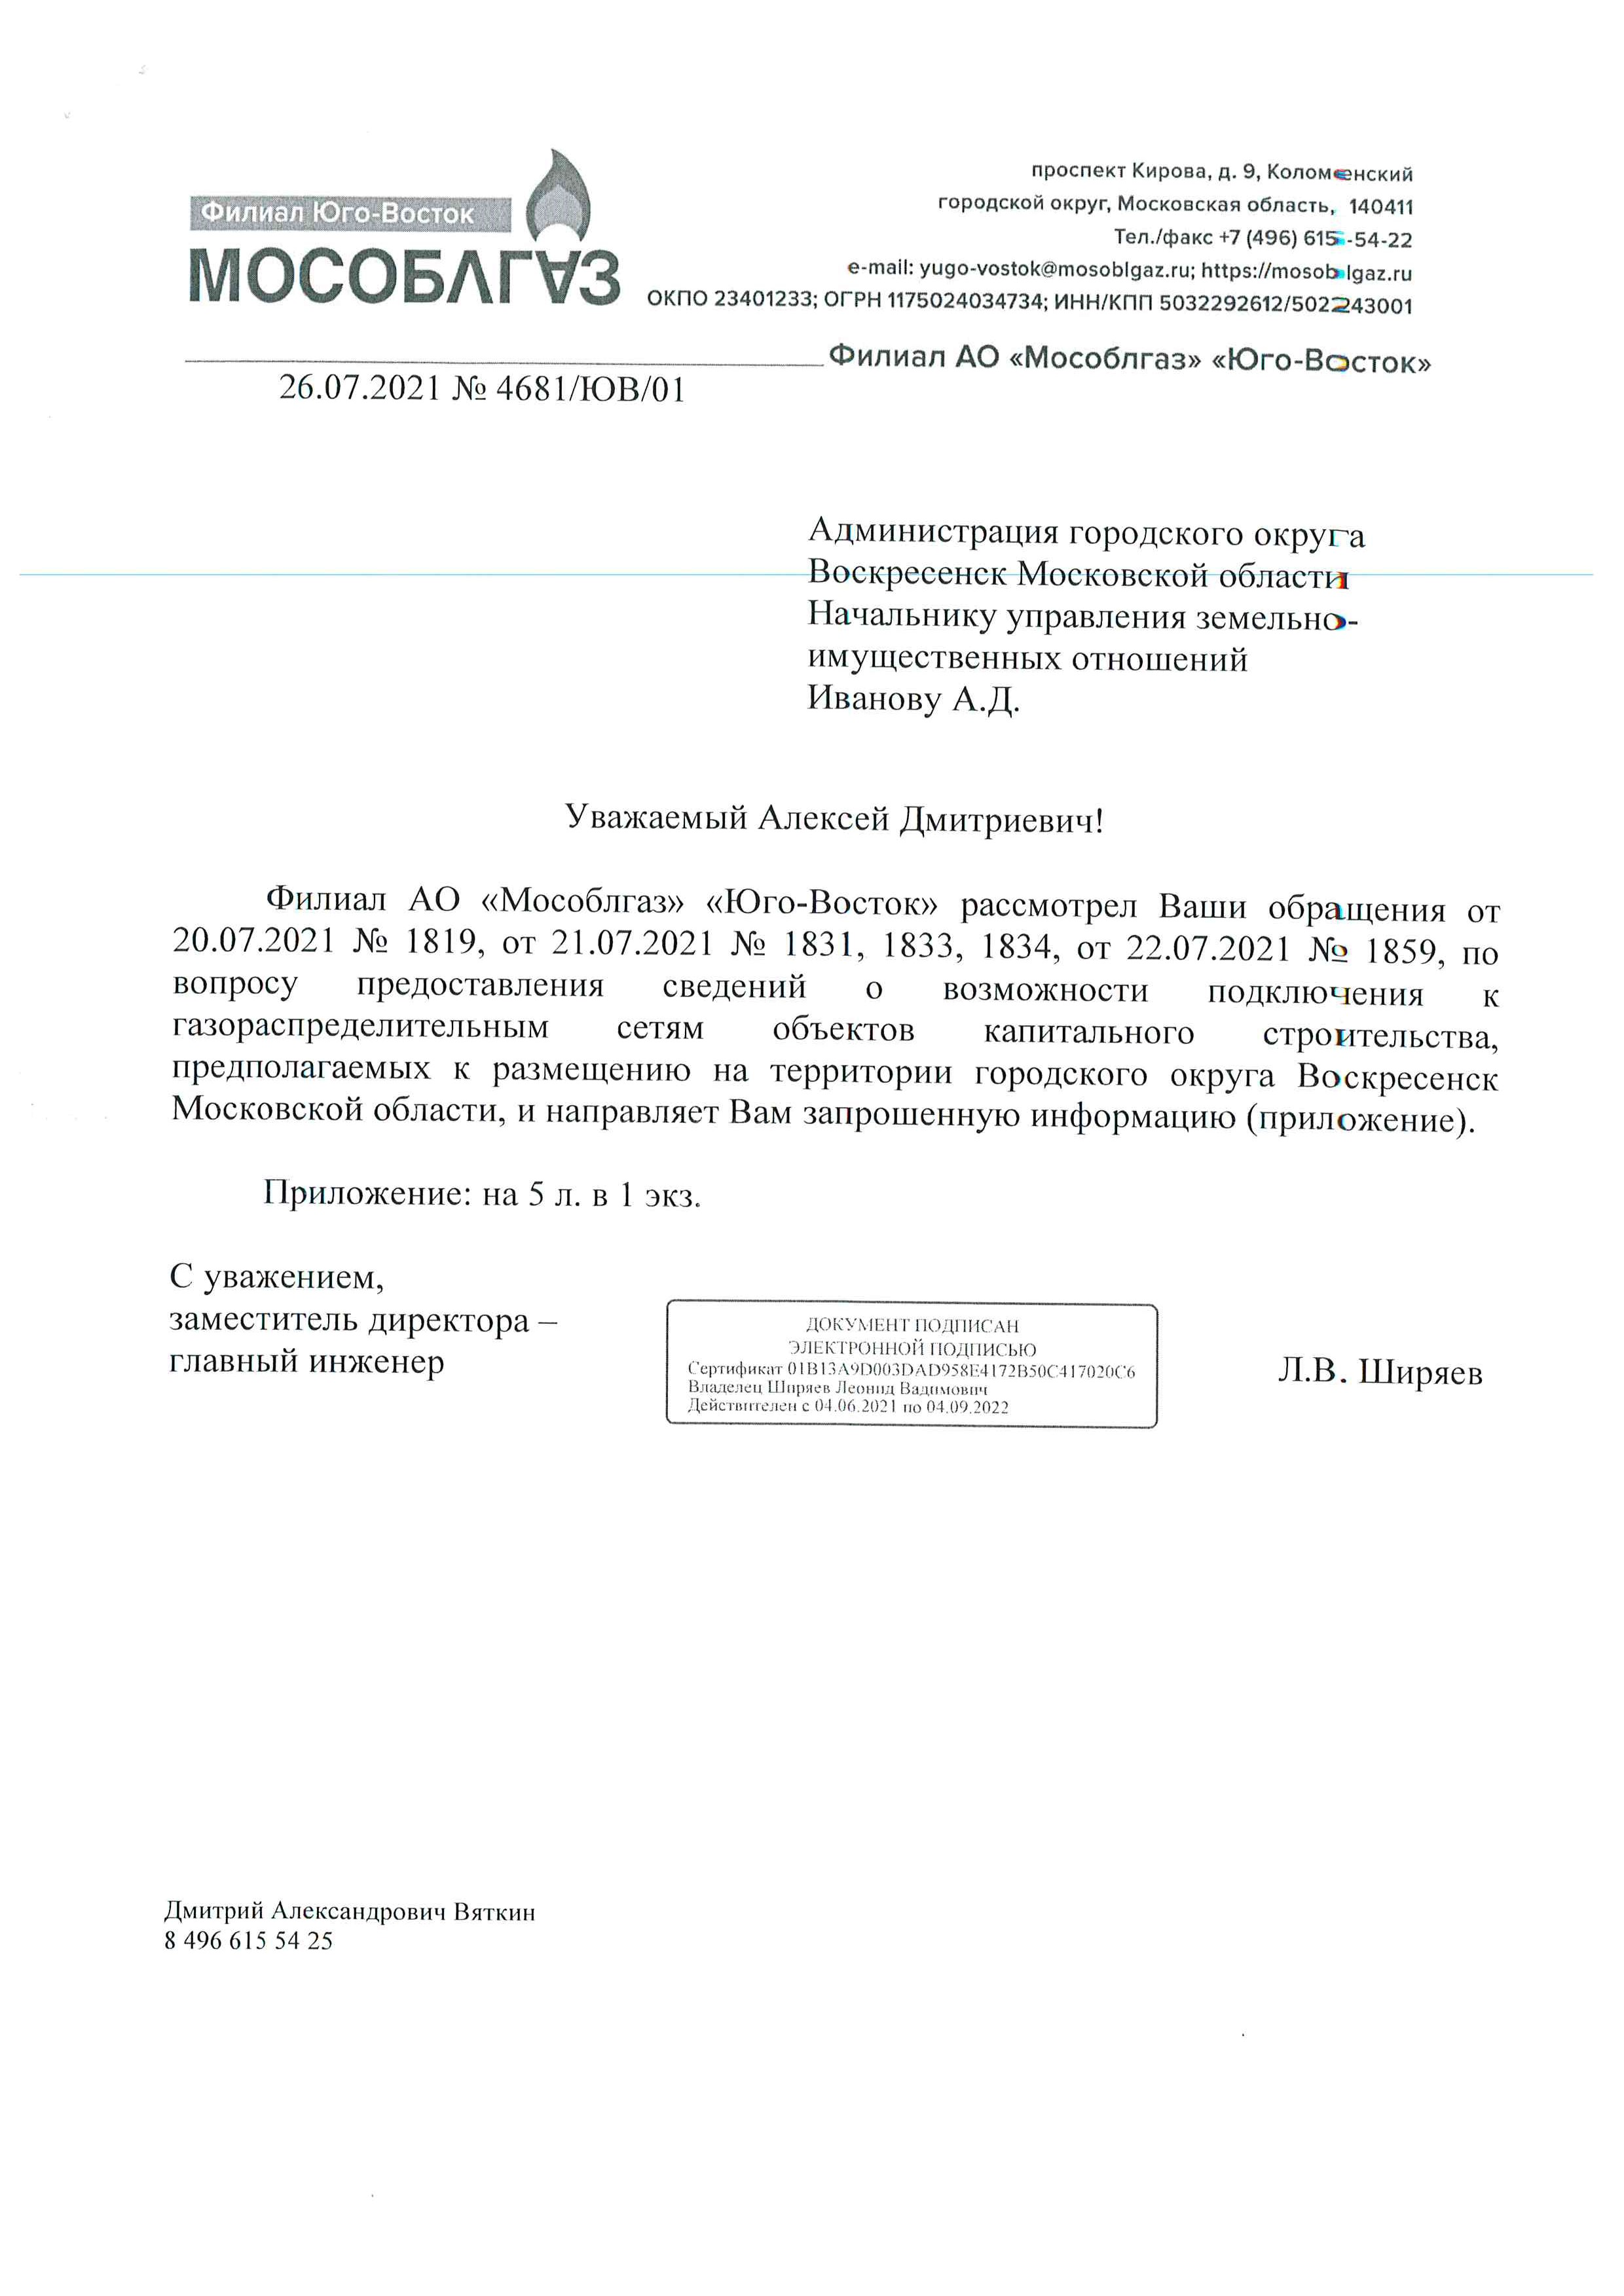 Филиал Юго-Восток
МОСОБЛГАЗ
проспект Кирова, д. 9, Коломенский
городской округ, Московская область, 140411
Тел./факс +7 (496) 615-54-22
e-mail: yugo-vostok@mosoblgaz.ru; https://mosoblgaz.ru
ОКПО 23401233; ОГРН 1175024034734; ИНН/КПП 5032292612/502243001
Филиал АО «Мособлгаз» «Юго-Восток»
26.07.2021 № 4681/ЮВ/01
Администрация городского округа
Воскресенск Московской области
Начальнику управления земельно-
имущественных отношений
Иванову А.Д.
Уважаемый Алексей Дмитриевич!
Филиал АО «Мособлгаз» «Юго-Восток» рассмотрел Ваши обращения от
20.07.2021 № 1819, от 21.07.2021 № 1831, 1833, 1834, от 22.07.2021 № 1859, по
вопросу предоставления сведений о возможности подключения к
газораспределительным сетям объектов капитального строительства,
предполагаемых к размещению на территории городского округа Воскресенск
Московской области, и направляет Вам запрошенную информацию (приложение).
Приложение: на 5 л. в 1 экз.
С уважением,
заместитель директора –
главный инженер
ДОКУМЕНТ ПОДПИСАН
ЭЛЕКТРОННОЙ ПОДПИСЬЮ
Сертификат 01B13A9D003DAD958E4172B50C417020C6
Владелец Ширяев Леонид Вадимович
Действителен с 04.06.2021 по 04.09.2022
Л.В. Ширяев
Дмитрий Александрович Вяткин
8 496 615 54 25